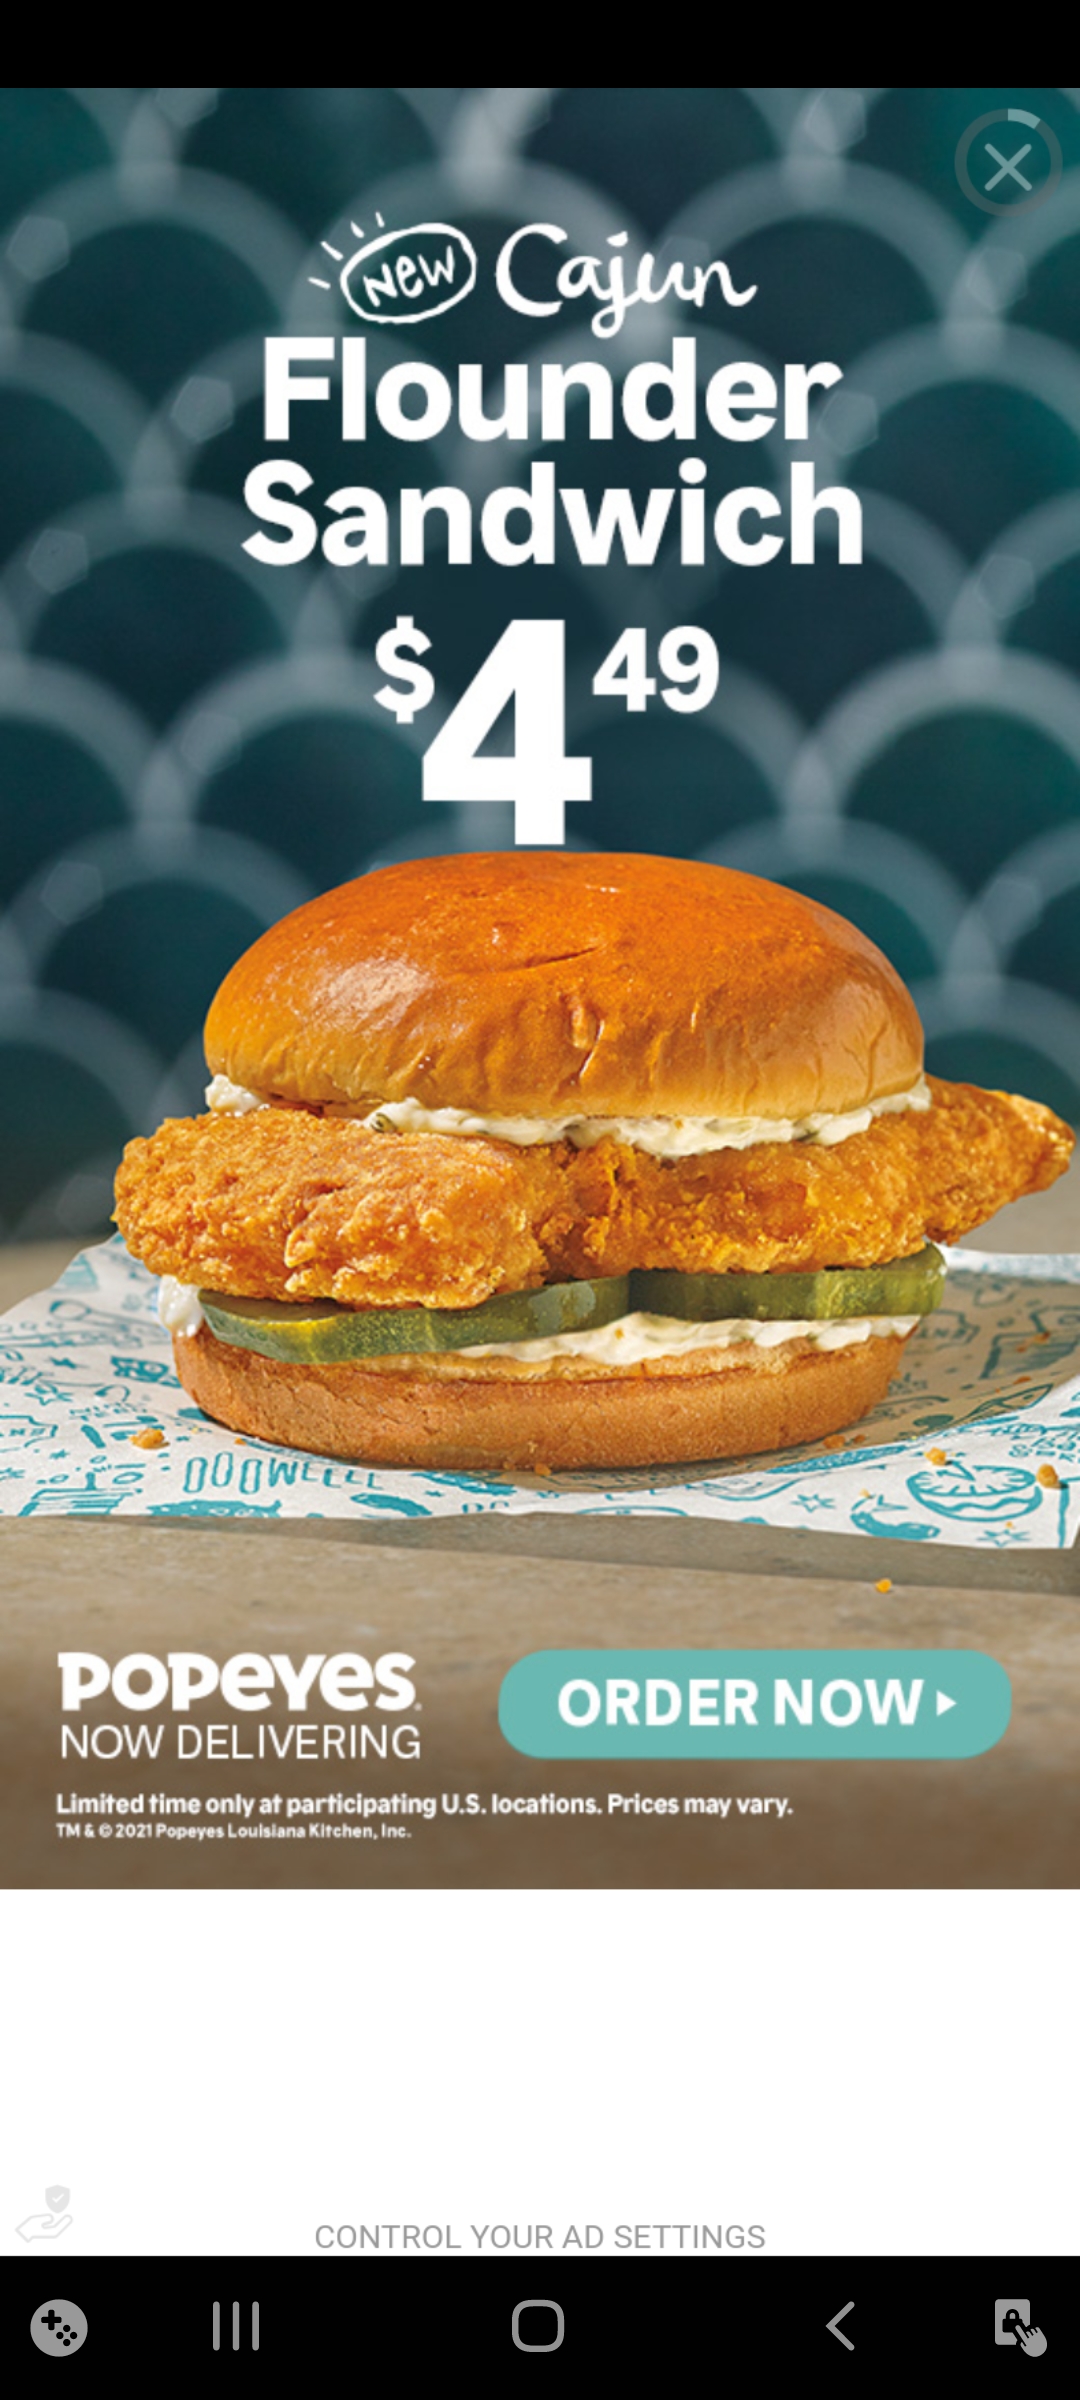 New Cajun
Flounder
Sandwich
$4 49
OOOWEEEE
POPEYES
NOW DELIVERING
ORDER NOW
Limited time only at participating U.S. locations. Prices may vary.
TM & © 2021 Popeyes Louisiana Kitchen, Inc.
CONTROL YOUR AD SETTINGS